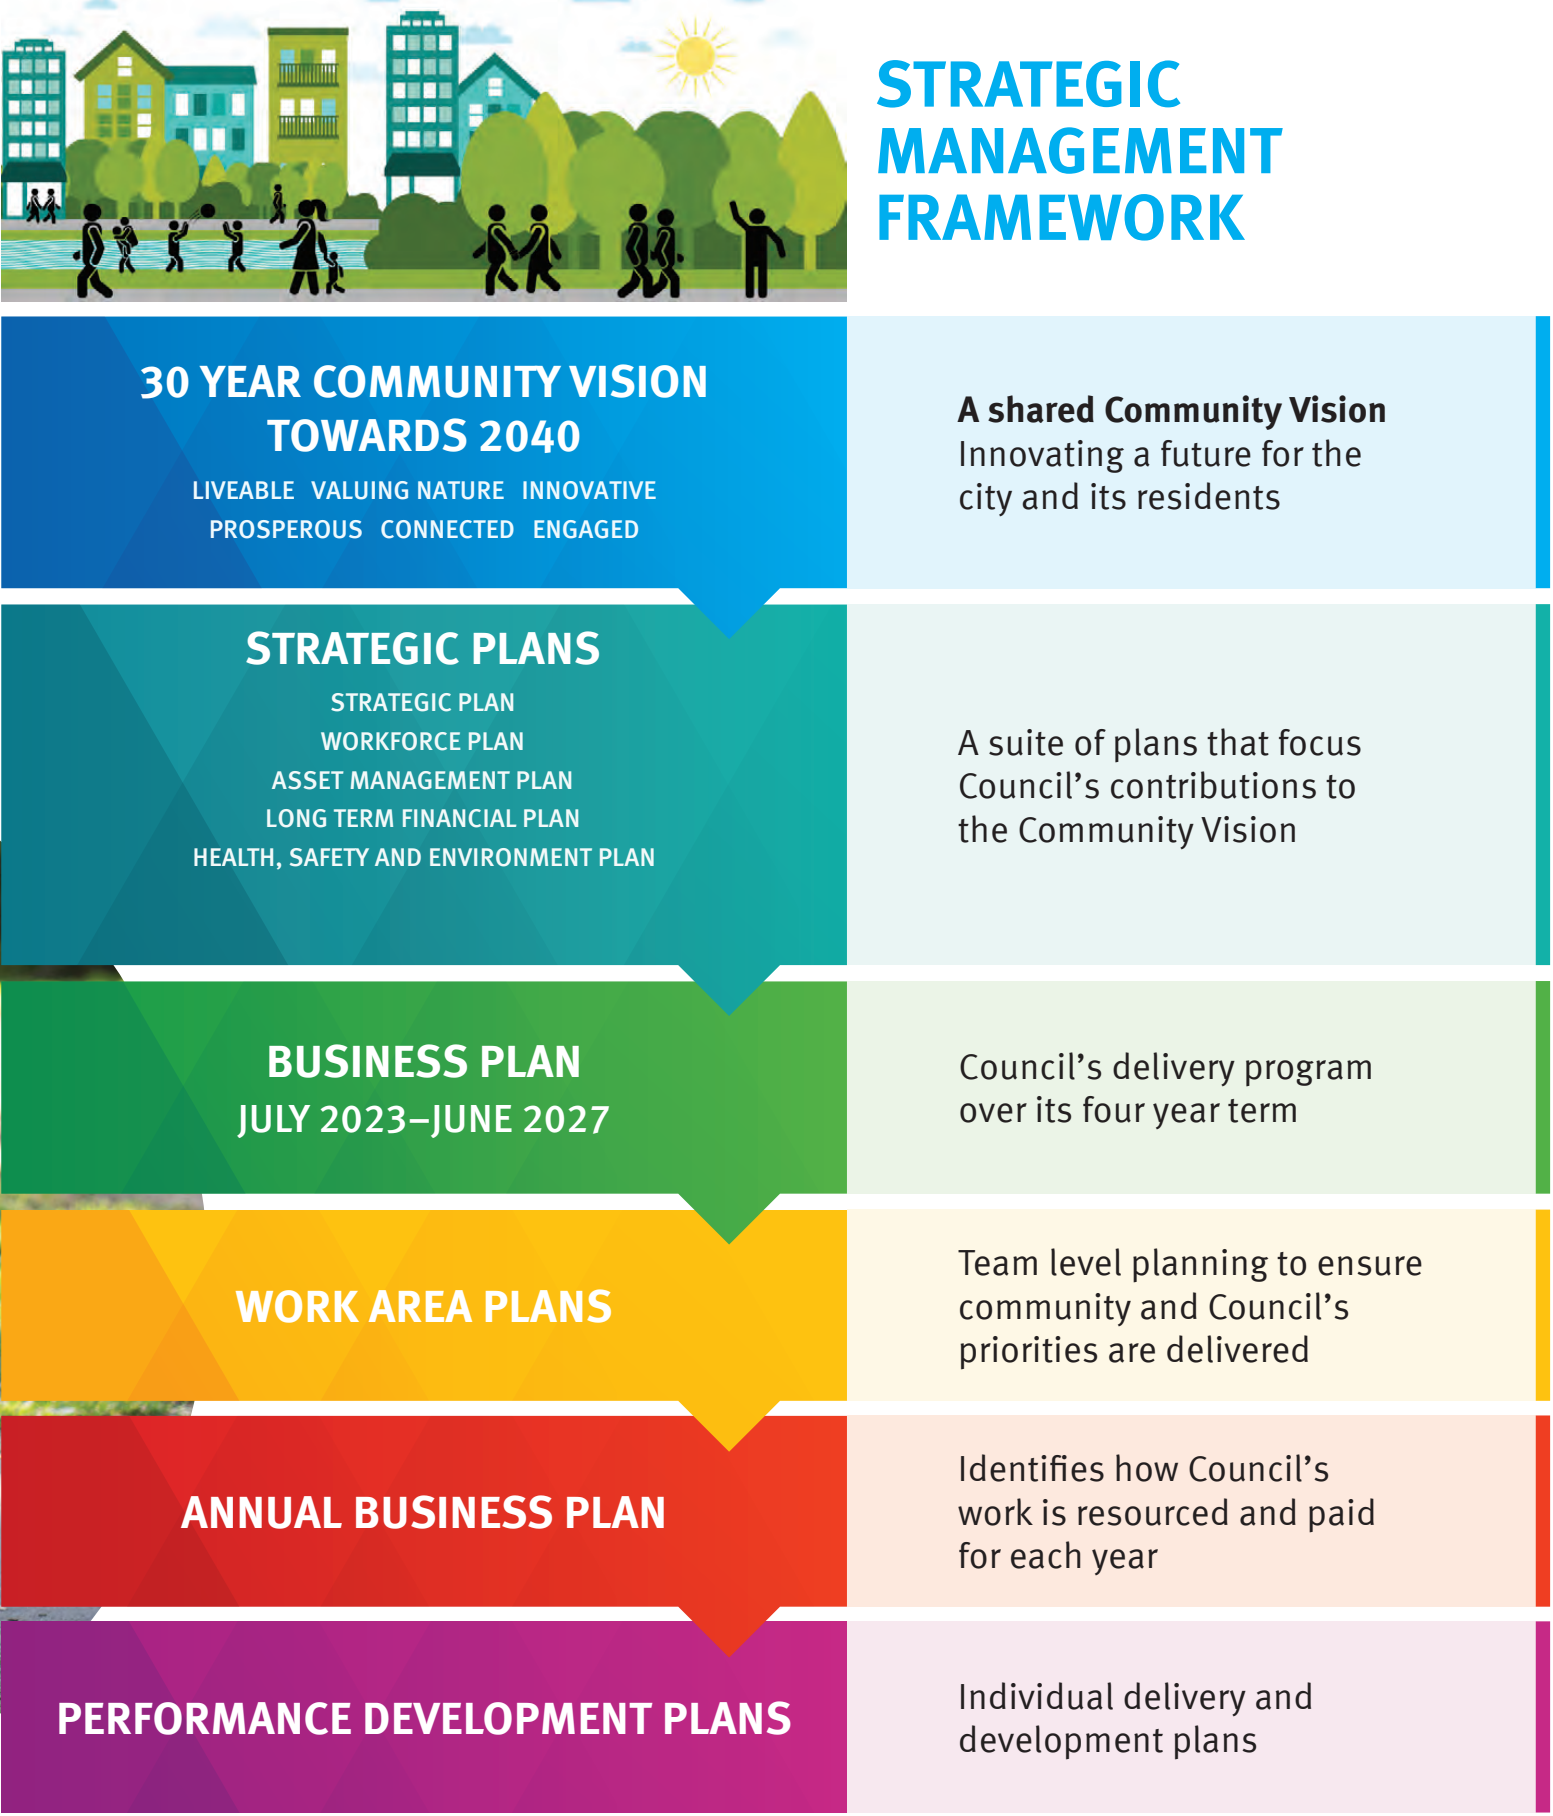 STRATEGIC
MANAGEMENT
FRAMEWORK
30 YEAR COMMUNITY VISION
TOWARDS 2040
LIVEABLE VALUING NATURE INNOVATIVE
PROSPEROUS CONNECTED ENGAGED
A shared Community Vision
Innovating a future for the
city and its residents
STRATEGIC PLANS
STRATEGIC PLAN
WORKFORCE PLAN
ASSET MANAGEMENT PLAN
LONG TERM FINANCIAL PLAN
HEALTH, SAFETY AND ENVIRONMENT PLAN
A suite of plans that focus
Council’s contributions to
the Community Vision
BUSINESS PLAN
JULY 2023–JUNE 2027
Council’s delivery program
over its four year term
WORK AREA PLANS
Team level planning to ensure
community and Council’s
priorities are delivered
ANNUAL BUSINESS PLAN
Identifies how Council’s
work is resourced and paid
for each year
PERFORMANCE DEVELOPMENT PLANS
Individual delivery and
development plans